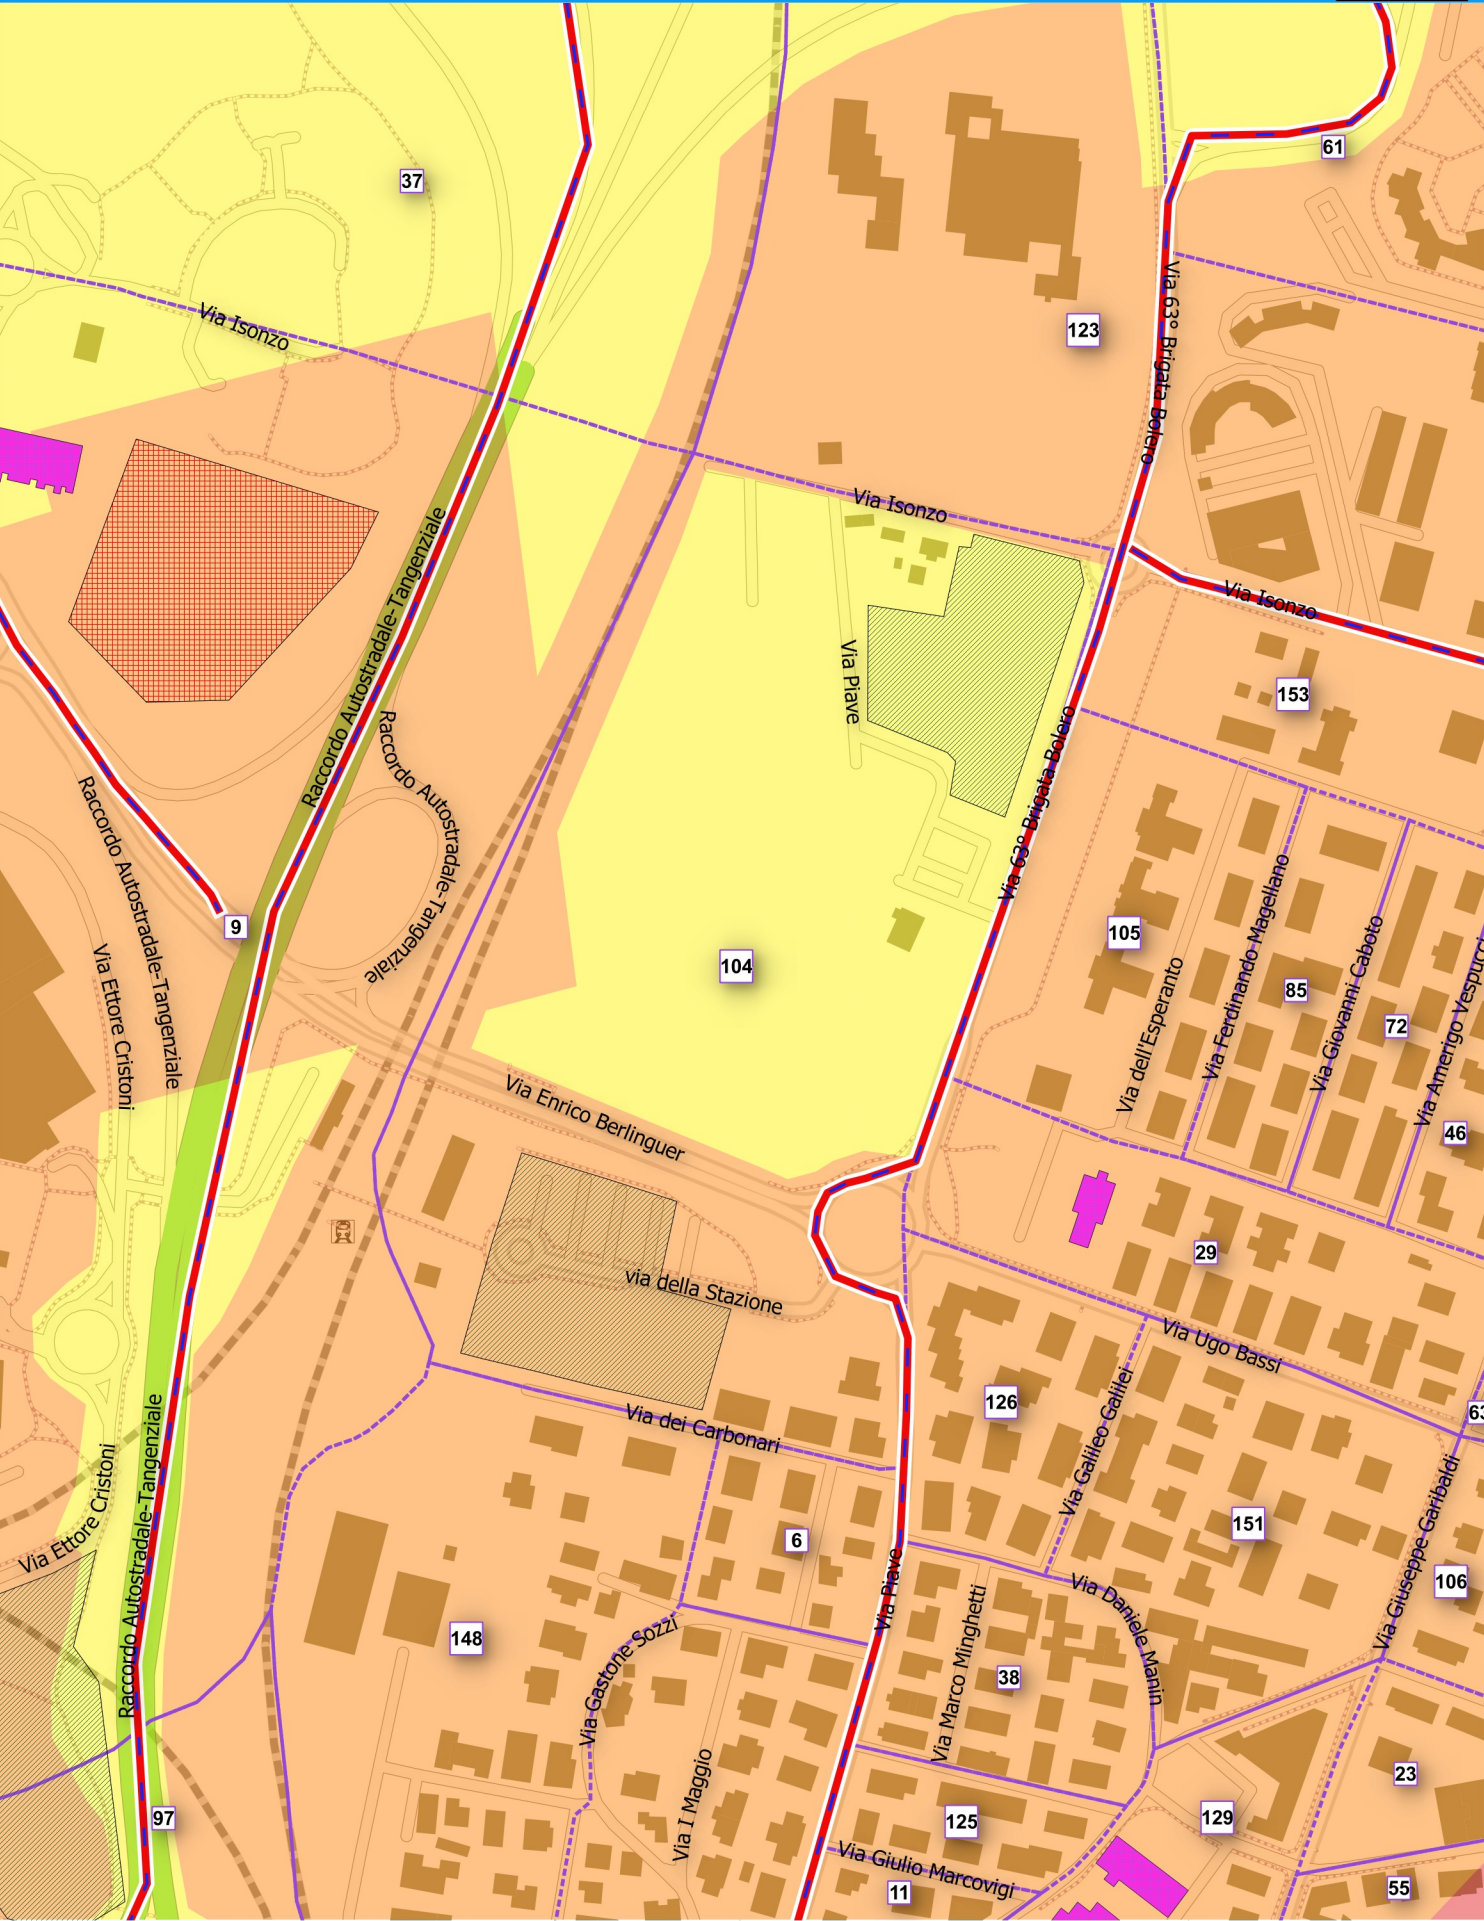 61
37
Via Isonzo
123
Via 63° Brigata Bolero
Via Isonzo
Via Isonzo
Raccordo Autostradale-Tangenziale
Via Piave
153
Raccordo Autostradale-Tangenziale
Via 63° Brigata Bolero
Raccordo Autostradale-Tangenziale
9
104
105
85
72
Via Ettore Cristoni
Via dell'Esperanto
Via Ferdinando Magellano
Via Giovanni Caboto
Via Amerigo Vespucci
46
Via Enrico Berlinguer
29
via della Stazione
Via Ugo Bassi
126
Via Galileo Galilei
63
Via dei Carbonari
Via Ettore Cristoni
Raccordo Autostradale-Tangenziale
6
151
Via Giuseppe Garibaldi
106
Via Piave
Via Daniele Manin
148
Via Gastone Sozzi
Via Marco Minghetti
38
23
97
Via I Maggio
125
129
Via Giulio Marcovigi
11
55